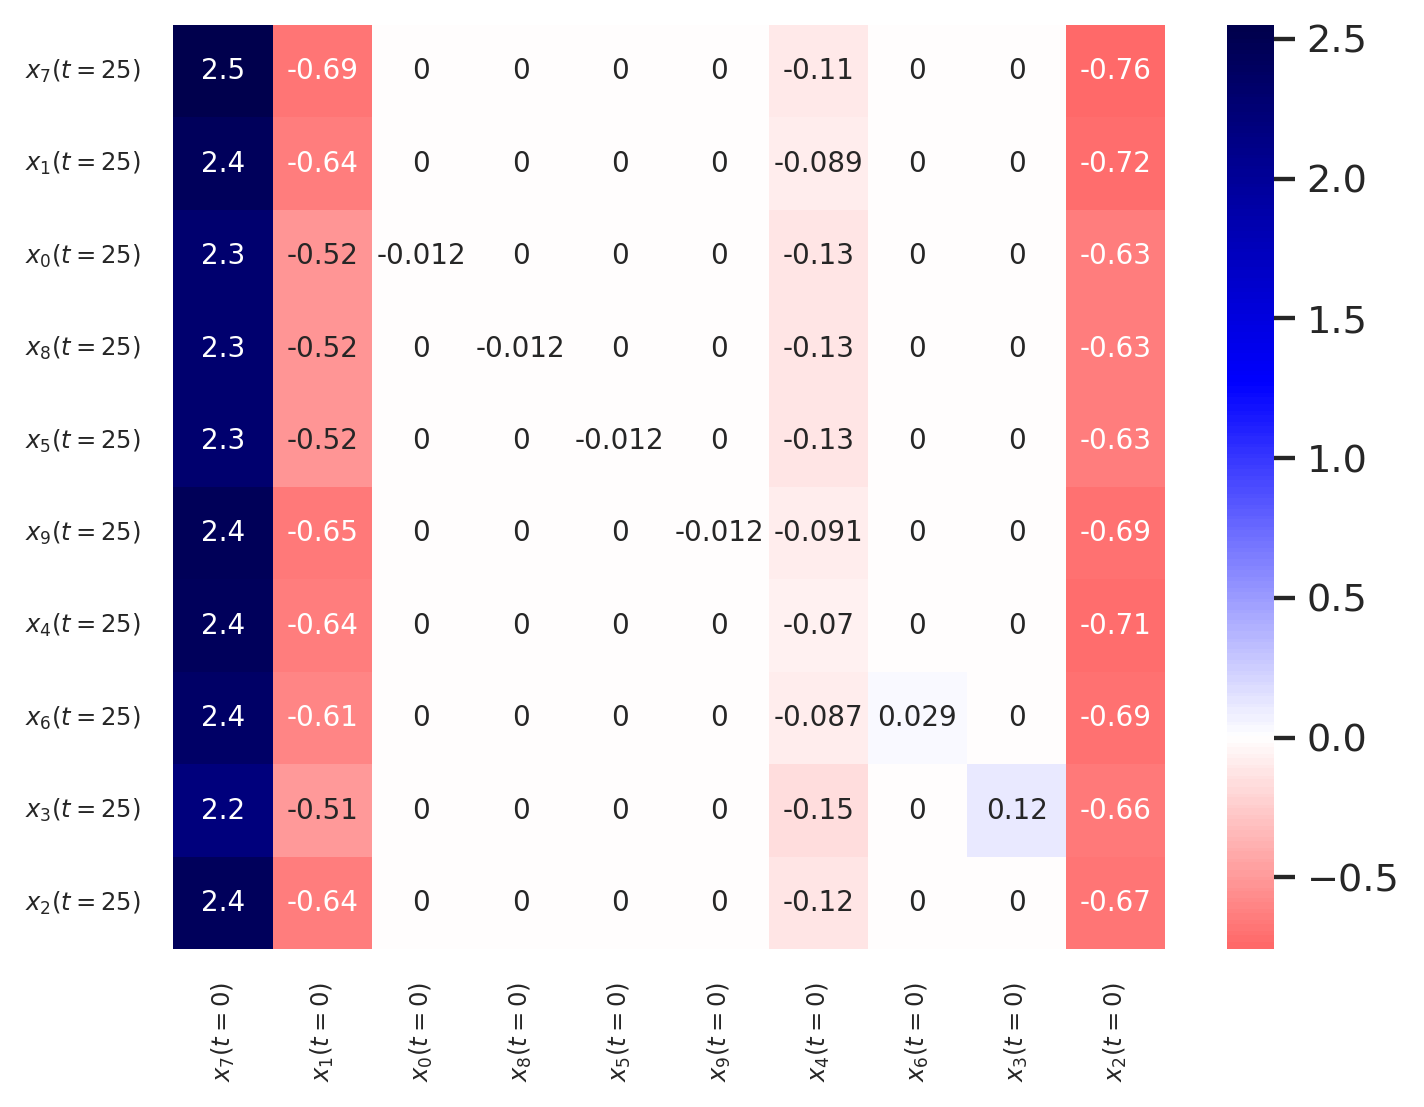 x₇(t = 25) 2.5 -0.69 0 0 0 0 -0.11 0 0 -0.76
x₁(t = 25) 2.4 -0.64 0 0 0 0 -0.089 0 0 -0.72
x₀(t = 25) 2.3 -0.52 -0.012 0 0 0 -0.13 0 0 -0.63
x₈(t = 25) 2.3 -0.52 0 -0.012 0 0 -0.13 0 0 -0.63
x₅(t = 25) 2.3 -0.52 0 0 -0.012 0 -0.13 0 0 -0.63
x₉(t = 25) 2.4 -0.65 0 0 0 -0.012 -0.091 0 0 -0.69
x₄(t = 25) 2.4 -0.64 0 0 0 0 -0.07 0 0 -0.71
x₆(t = 25) 2.4 -0.61 0 0 0 0 -0.087 0.029 0 -0.69
x₃(t = 25) 2.2 -0.51 0 0 0 0 -0.15 0 0.12 -0.66
x₂(t = 25) 2.4 -0.64 0 0 0 0 -0.12 0 0 -0.67
x₇(t = 0)
x₁(t = 0)
x₀(t = 0)
x₈(t = 0)
x₅(t = 0)
x₉(t = 0)
x₄(t = 0)
x₆(t = 0)
x₃(t = 0)
x₂(t = 0)
2.5
2.0
1.5
1.0
0.5
0.0
−0.5